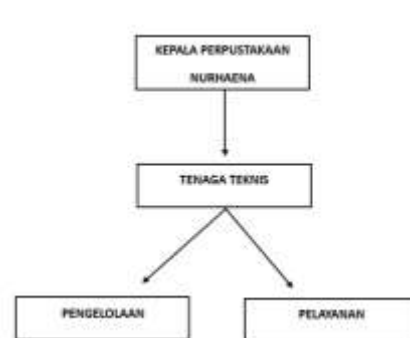 KEPALA PERPUSTAKAAN
NURHAENA
TENAGA TEKNIS
PENGELOLAAN
PELAYANAN